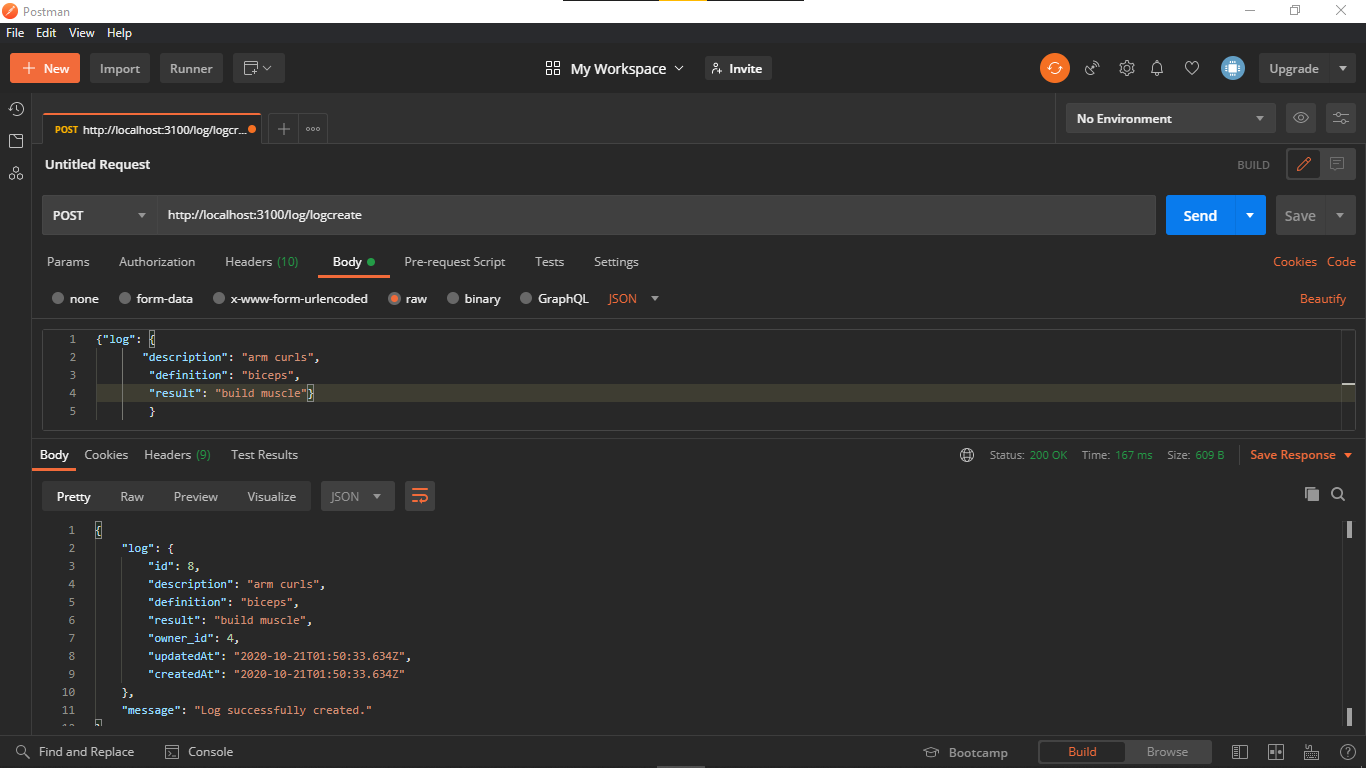 Postman
File Edit View Help
New Import Runner My Workspace Invite Upgrade
POST http://localhost:3100/log/logcr... No Environment
Untitled Request BUILD
POST http://localhost:3100/log/logcreate Send Save
Params Authorization Headers (10) Body Pre-request Script Tests Settings Cookies Code
none form-data x-www-form-urlencoded raw binary GraphQL JSON Beautify
1 {"log": {
2 "description": "arm curls",
3 "definition": "biceps",
4 "result": "build muscle"}
5 }
Body Cookies Headers (9) Test Results Status: 200 OK Time: 167 ms Size: 609 B Save Response
Pretty Raw Preview Visualize JSON
1 {
2 "log": {
3 "id": 8,
4 "description": "arm curls",
5 "definition": "biceps",
6 "result": "build muscle",
7 "owner_id": 4,
8 "updatedAt": "2020-10-21T01:50:33.634Z",
9 "createdAt": "2020-10-21T01:50:33.634Z"
10 },
11 "message": "Log successfully created."
Find and Replace Console Bootcamp Build Browse